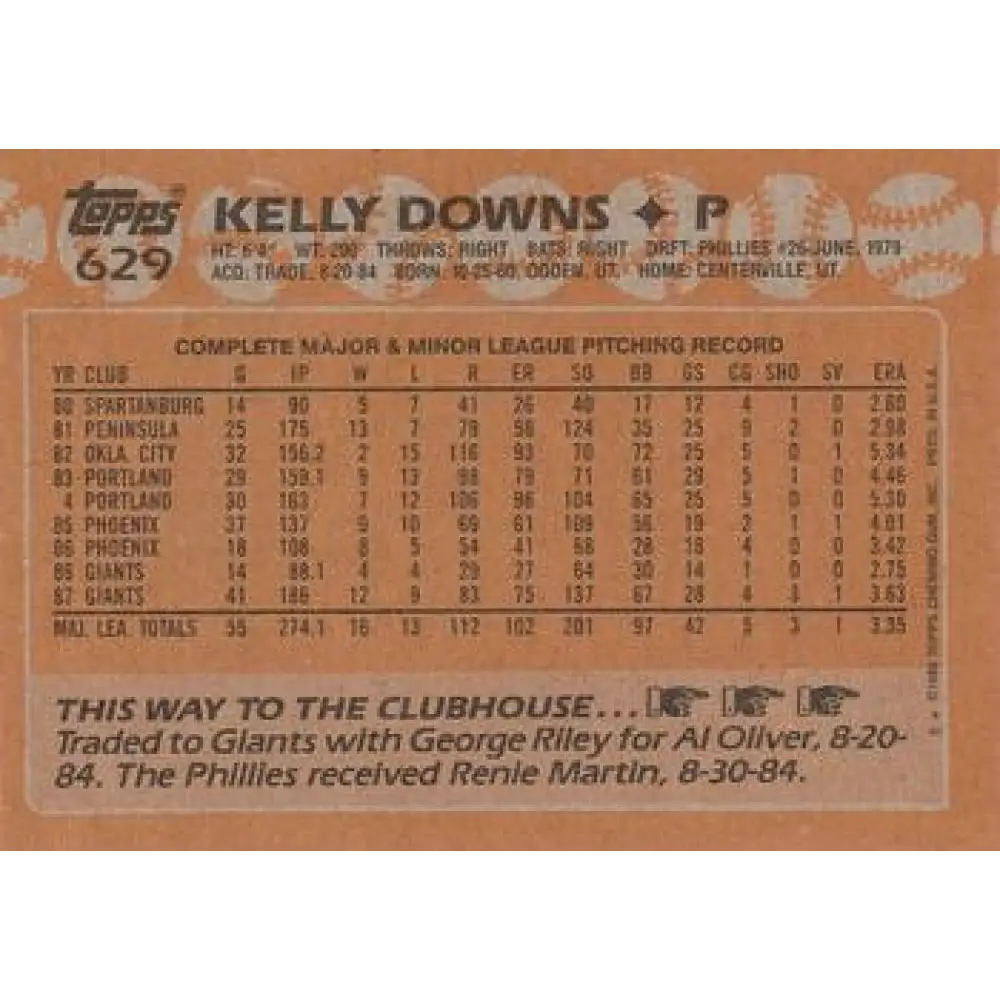 topps KELLY DOWNS ✦ P
629 HT: 6'4" WT: 200 THROWS: RIGHT BATS: RIGHT DRFT: PHILLIES #26-JUNE, 1979
ACQ: TRADE, 8-20-84 BORN: 10-25-60, OGDEN, UT. HOME: CENTERVILLE, UT.
COMPLETE MAJOR & MINOR LEAGUE PITCHING RECORD
YR CLUB G IP W L R ER SO BB GS CG SHO SV ERA
80 SPARTANBURG 14 90 5 7 41 26 40 17 12 4 1 0 2.60
81 PENINSULA 25 175 13 7 79 58 124 35 25 9 2 0 2.98
82 OKLA. CITY 32 156.2 2 15 116 93 70 72 25 5 0 1 5.34
83 PORTLAND 29 159.1 9 13 98 79 71 61 29 5 1 0 4.46
4 PORTLAND 30 163 7 12 106 96 104 65 25 5 0 0 5.30
85 PHOENIX 37 137 9 10 69 61 109 56 19 2 1 1 4.01
86 PHOENIX 18 108 8 5 54 41 68 28 18 4 0 0 3.42
86 GIANTS 14 88.1 4 4 29 27 64 30 14 1 0 0 2.75
87 GIANTS 41 186 12 9 83 75 137 67 28 4 3 1 3.63
MAJ. LEA. TOTALS 55 274.1 16 13 112 102 201 97 42 5 3 1 3.35
THIS WAY TO THE CLUBHOUSE...
Traded to Giants with George Riley for Al Oliver, 8-20-
84. The Phillies received Renie Martin, 8-30-84.
©1988 TOPPS CHEWING GUM, INC. PRTD. IN U.S.A.